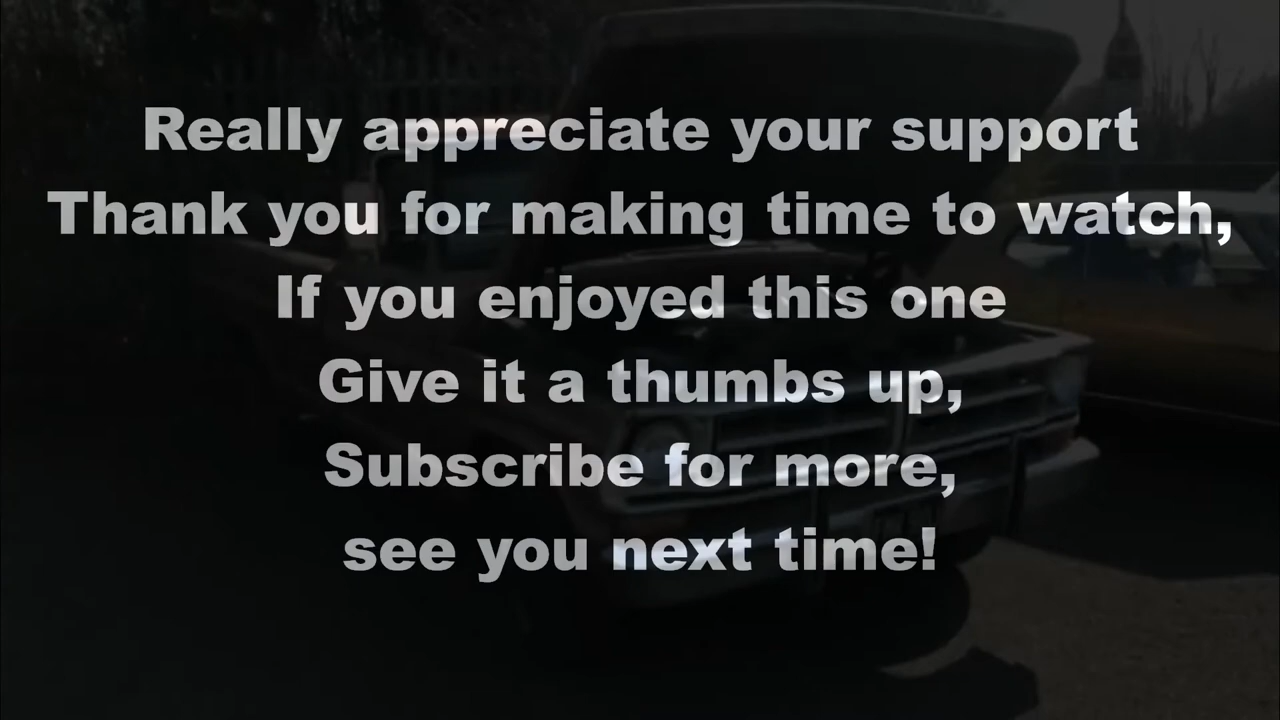 Really appreciate your support
Thank you for making time to watch,
If you enjoyed this one
Give it a thumbs up,
Subscribe for more,
see you next time!